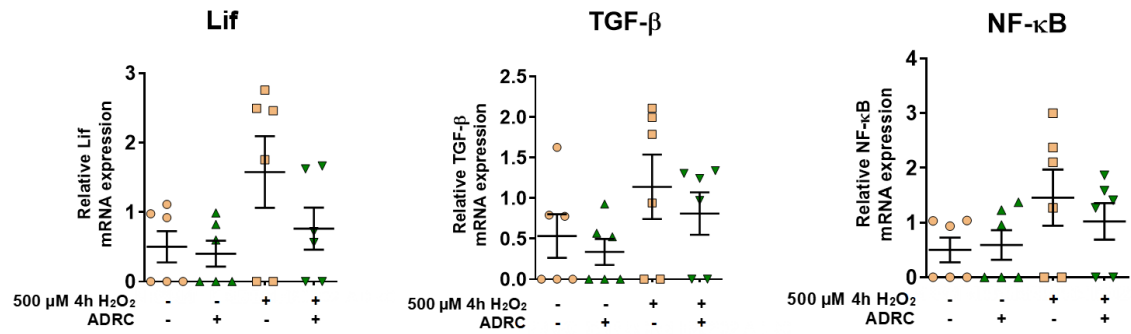 Lif
TGF-β
NF-κB
Relative Lif
mRNA expression
3
2
1
0
Relative TGF-β
mRNA expression
2.5
2.0
1.5
1.0
0.5
0.0
Relative NF-κB
mRNA expression
4
3
2
1
0
500 µM 4h H₂O₂ - - + +
ADRC - + - +
500 µM 4h H₂O₂ - - + +
ADRC - + - +
500 µM 4h H₂O₂ - - + +
ADRC - + - +